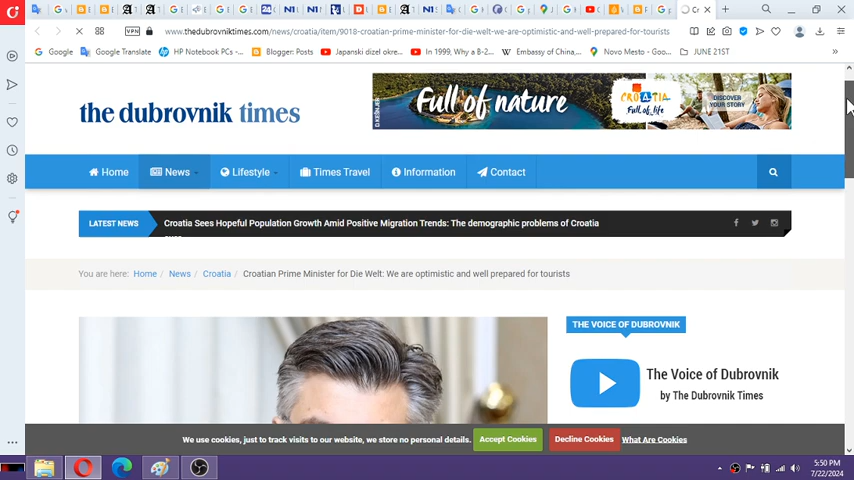 www.thedubrovniktimes.com/news/croatia/item/9018-croatian-prime-minister-for-die-welt-we-are-optimistic-and-well-prepared-for-tourists
VPN
Google
Google Translate
HP Notebook PCs -...
Blogger: Posts
Japanski dizel okre...
In 1999, Why a B-2...
Embassy of China,...
Novo Mesto – Goog...
JUNE 21ST
the dubrovnik times
Full of nature
CROATIA
Full of life
DISCOVER
YOUR STORY
Home
News
Lifestyle
Times Travel
Information
Contact
LATEST NEWS
Croatia Sees Hopeful Population Growth Amid Positive Migration Trends: The demographic problems of Croatia
You are here: Home / News / Croatia / Croatian Prime Minister for Die Welt: We are optimistic and well prepared for tourists
THE VOICE OF DUBROVNIK
The Voice of Dubrovnik
by The Dubrovnik Times
We use cookies, just to track visits to our website, we store no personal details.
Accept Cookies
Decline Cookies
What Are Cookies
5:50 PM
7/22/2024